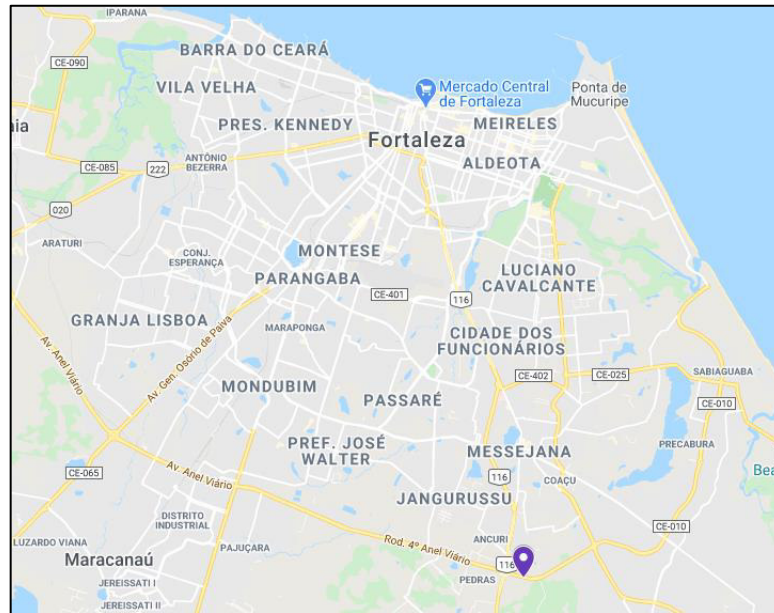 IPARANA
BARRA DO CEARÁ
CE-090
VILA VELHA
Mercado Central
de Fortaleza
Ponta de
Mucuripe
nia
PRES. KENNEDY
MEIRELES
Fortaleza
ANTÔNIO
BEZERRA
ALDEOTA
CE-085
222
020
ARATURI
CONJ.
ESPERANÇA
MONTESE
PARANGABA
LUCIANO
CAVALCANTE
CE-401
116
GRANJA LISBOA
MARAPONGA
CIDADE DOS
FUNCIONÁRIOS
Av. Anel Viário
Av. Gen. Osório de Paiva
SABIAGUABA
MONDUBIM
CE-402
CE-025
PASSARÉ
CE-010
PREF. JOSÉ
WALTER
MESSEJANA
PRECABURA
CE-065
Av. Anel Viário
116
COAÇU
Bea
JANGURUSSU
DISTRITO
INDUSTRIAL
CE-010
LUZARDO VIANA
PAJUÇARA
Rod. 4º Anel Viário
ANCURI
Maracanaú
116
PEDRAS
JEREISSATI I
JEREISSATI II